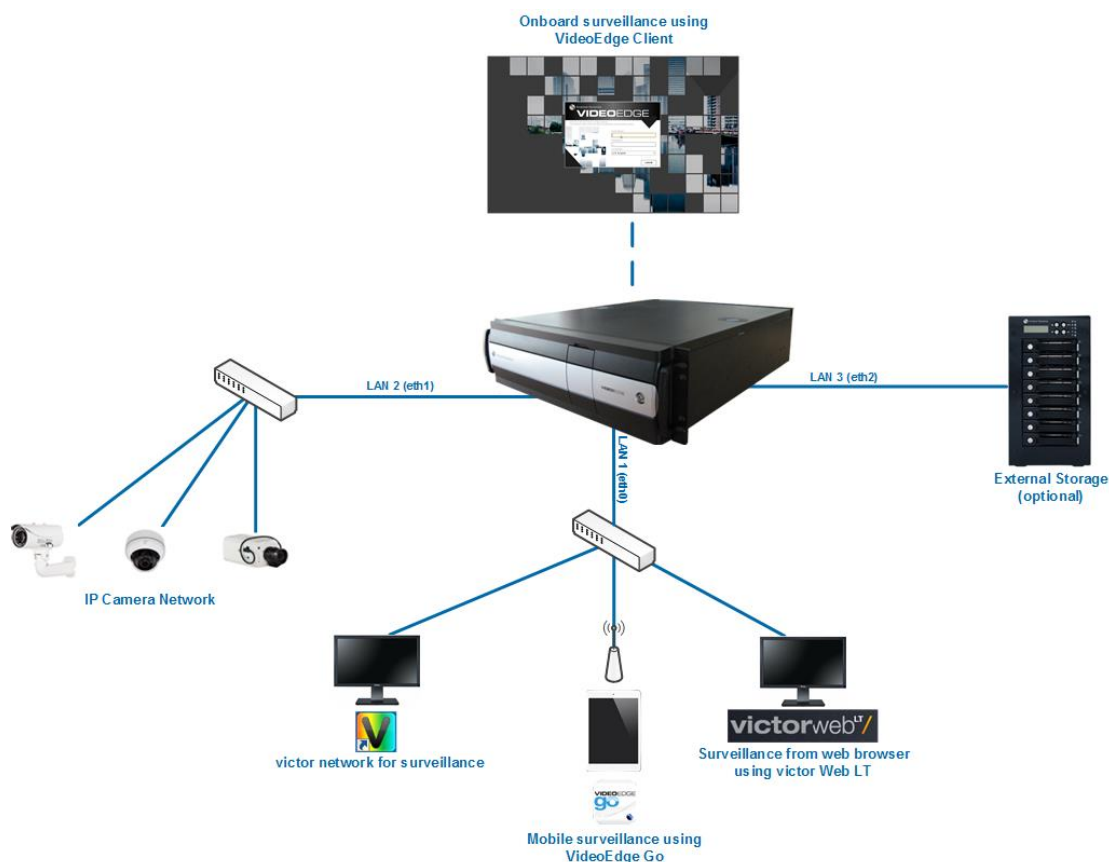 Onboard surveillance using
VideoEdge Client
VIDEOEDGE
LAN 2 (eth1)
LAN 3 (eth2)
LAN 1 (eth0)
External Storage
(optional)
IP Camera Network
victor network for surveillance
victorweb LT/
Surveillance from web browser
using victor Web LT
VIDEOEDGE
go
Mobile surveillance using
VideoEdge Go